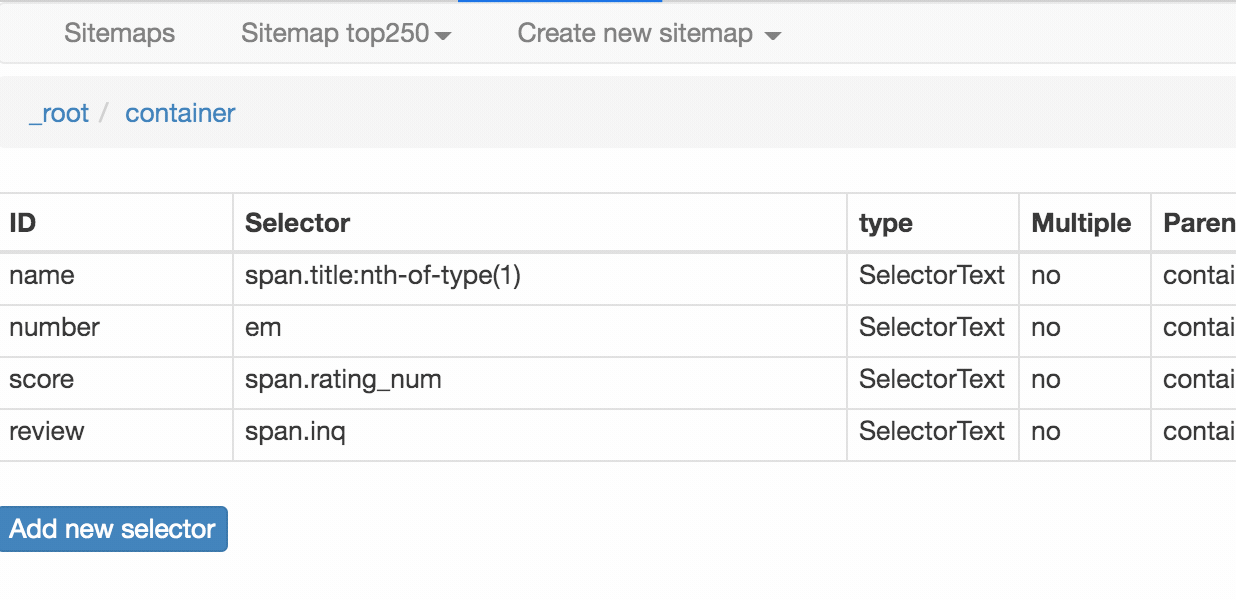 Sitemaps Sitemap top250 Create new sitemap
_root / container
ID Selector type Multiple Paren
name span.title:nth-of-type(1) SelectorText no contai
number em SelectorText no contai
score span.rating_num SelectorText no contai
review span.inq SelectorText no contai
Add new selector